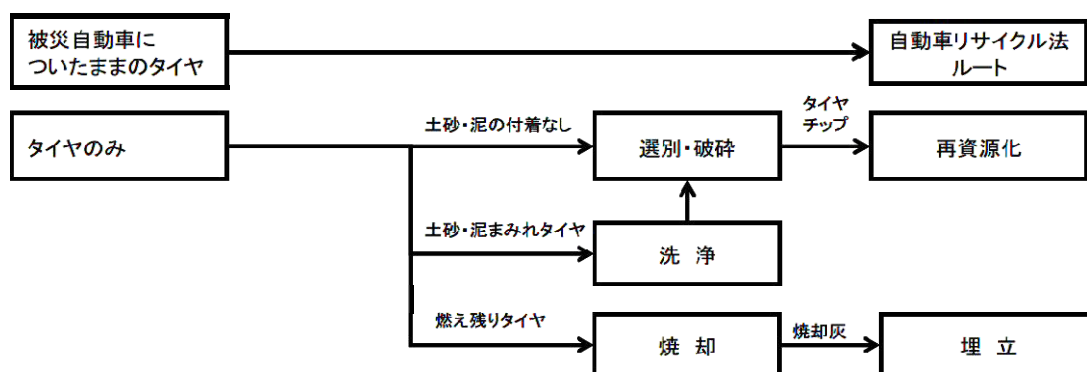 被災自動車に
ついたままのタイヤ
自動車リサイクル法
ルート
タイヤのみ
土砂・泥の付着なし
選別・破砕
タイヤ
チップ
再資源化
土砂・泥まみれタイヤ
洗　浄
燃え残りタイヤ
焼　却
焼却灰
埋　立